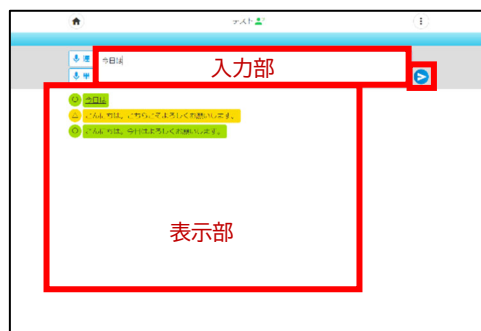 テスト
連
今日は
単
入力部
今日は
こんにちは。こちらこそよろしくお願いします。
こんにちは。今日はよろしくお願いします。
表示部